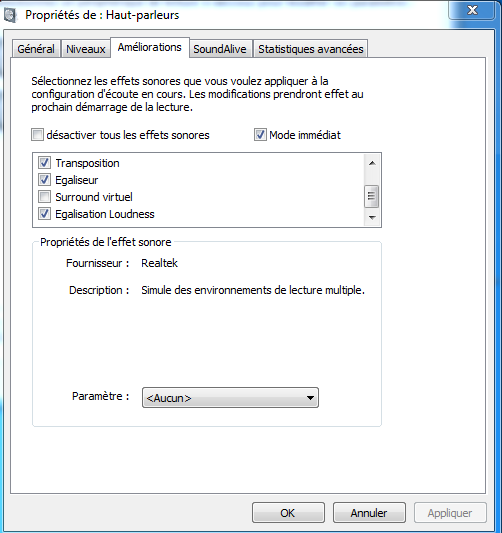 Propriétés de : Haut-parleurs
Général
Niveaux
Améliorations
SoundAlive
Statistiques avancées
Sélectionnez les effets sonores que vous voulez appliquer à la
configuration d'écoute en cours. Les modifications prendront effet au
prochain démarrage de la lecture.
désactiver tous les effets sonores
Mode immédiat
Transposition
Egaliseur
Surround virtuel
Egalisation Loudness
Propriétés de l'effet sonore
Fournisseur : Realtek
Description : Simule des environnements de lecture multiple.
Paramètre : <Aucun>
OK
Annuler
Appliquer